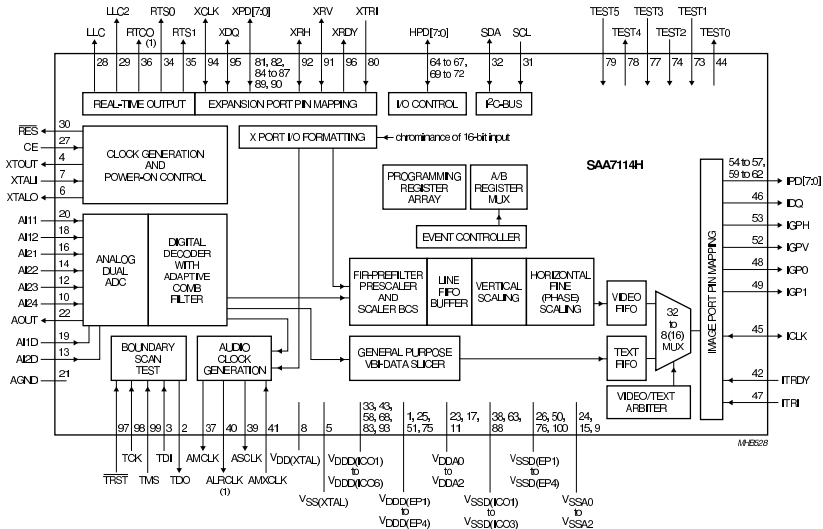 LLC
LLC2
RTCO
(1)
RTS0
RTS1
XCLK
XDQ
XPD[7:0]
XRH
XRV
XRDY
XTRI
HPD[7:0]
SDA
SCL
TEST5
TEST4
TEST3
TEST2
TEST1
TEST0
28
29
36
34
35
94
95
81, 82,
84 to 87
89, 90
92
91
96
80
64 to 67,
69 to 72
32
31
79
78
77
74
73
44
REAL-TIME OUTPUT
EXPANSION PORT PIN MAPPING
I/O CONTROL
I²C-BUS
RES 30
CE 27
XTOUT 4
XTALI 7
XTALO 6
CLOCK GENERATION
AND
POWER-ON CONTROL
X PORT I/O FORMATTING
chrominance of 16-bit input
SAA7114H
PROGRAMMING
REGISTER
ARRAY
A/B
REGISTER
MUX
EVENT CONTROLLER
AI11 20
AI12 18
AI21 16
AI22 14
AI23 12
AI24 10
AOUT 22
AI1D 19
AI2D 13
AGND 21
ANALOG
DUAL
ADC
DIGITAL
DECODER
WITH
ADAPTIVE
COMB
FILTER
FIR-PREFILTER
PRESCALER
AND
SCALER BCS
LINE
FIFO
BUFFER
VERTICAL
SCALING
HORIZONTAL
FINE
(PHASE)
SCALING
VIDEO
FIFO
32
to
8(16)
MUX
IMAGE PORT PIN MAPPING
54 to 57,
59 to 62
IPD[7:0]
46 IDQ
53 IGPH
52 IGPV
48 IGP0
49 IGP1
45 ICLK
42 ITRDY
47 ITRI
BOUNDARY
SCAN
TEST
AUDIO
CLOCK
GENERATION
GENERAL PURPOSE
VBI-DATA SLICER
TEXT
FIFO
VIDEO/TEXT
ARBITER
97
98
99
3
2
37
40
39
41
8
5
33, 43,
58, 68,
83, 93
1, 25,
51, 75
23, 17,
11
38, 63,
88
26, 50,
76, 100
24,
15, 9
TRST
TCK
TMS
TDI
TDO
AMCLK
ALRCLK
(1)
ASCLK
AMXCLK
VDD(XTAL)
VSS(XTAL)
VDDD(ICO1)
to
VDDD(ICO6)
VDDD(EP1)
to
VDDD(EP4)
VDDA0
to
VDDA2
VSSD(ICO1)
to
VSSD(ICO3)
VSSD(EP1)
to
VSSD(EP4)
VSSA0
to
VSSA2
MHB528